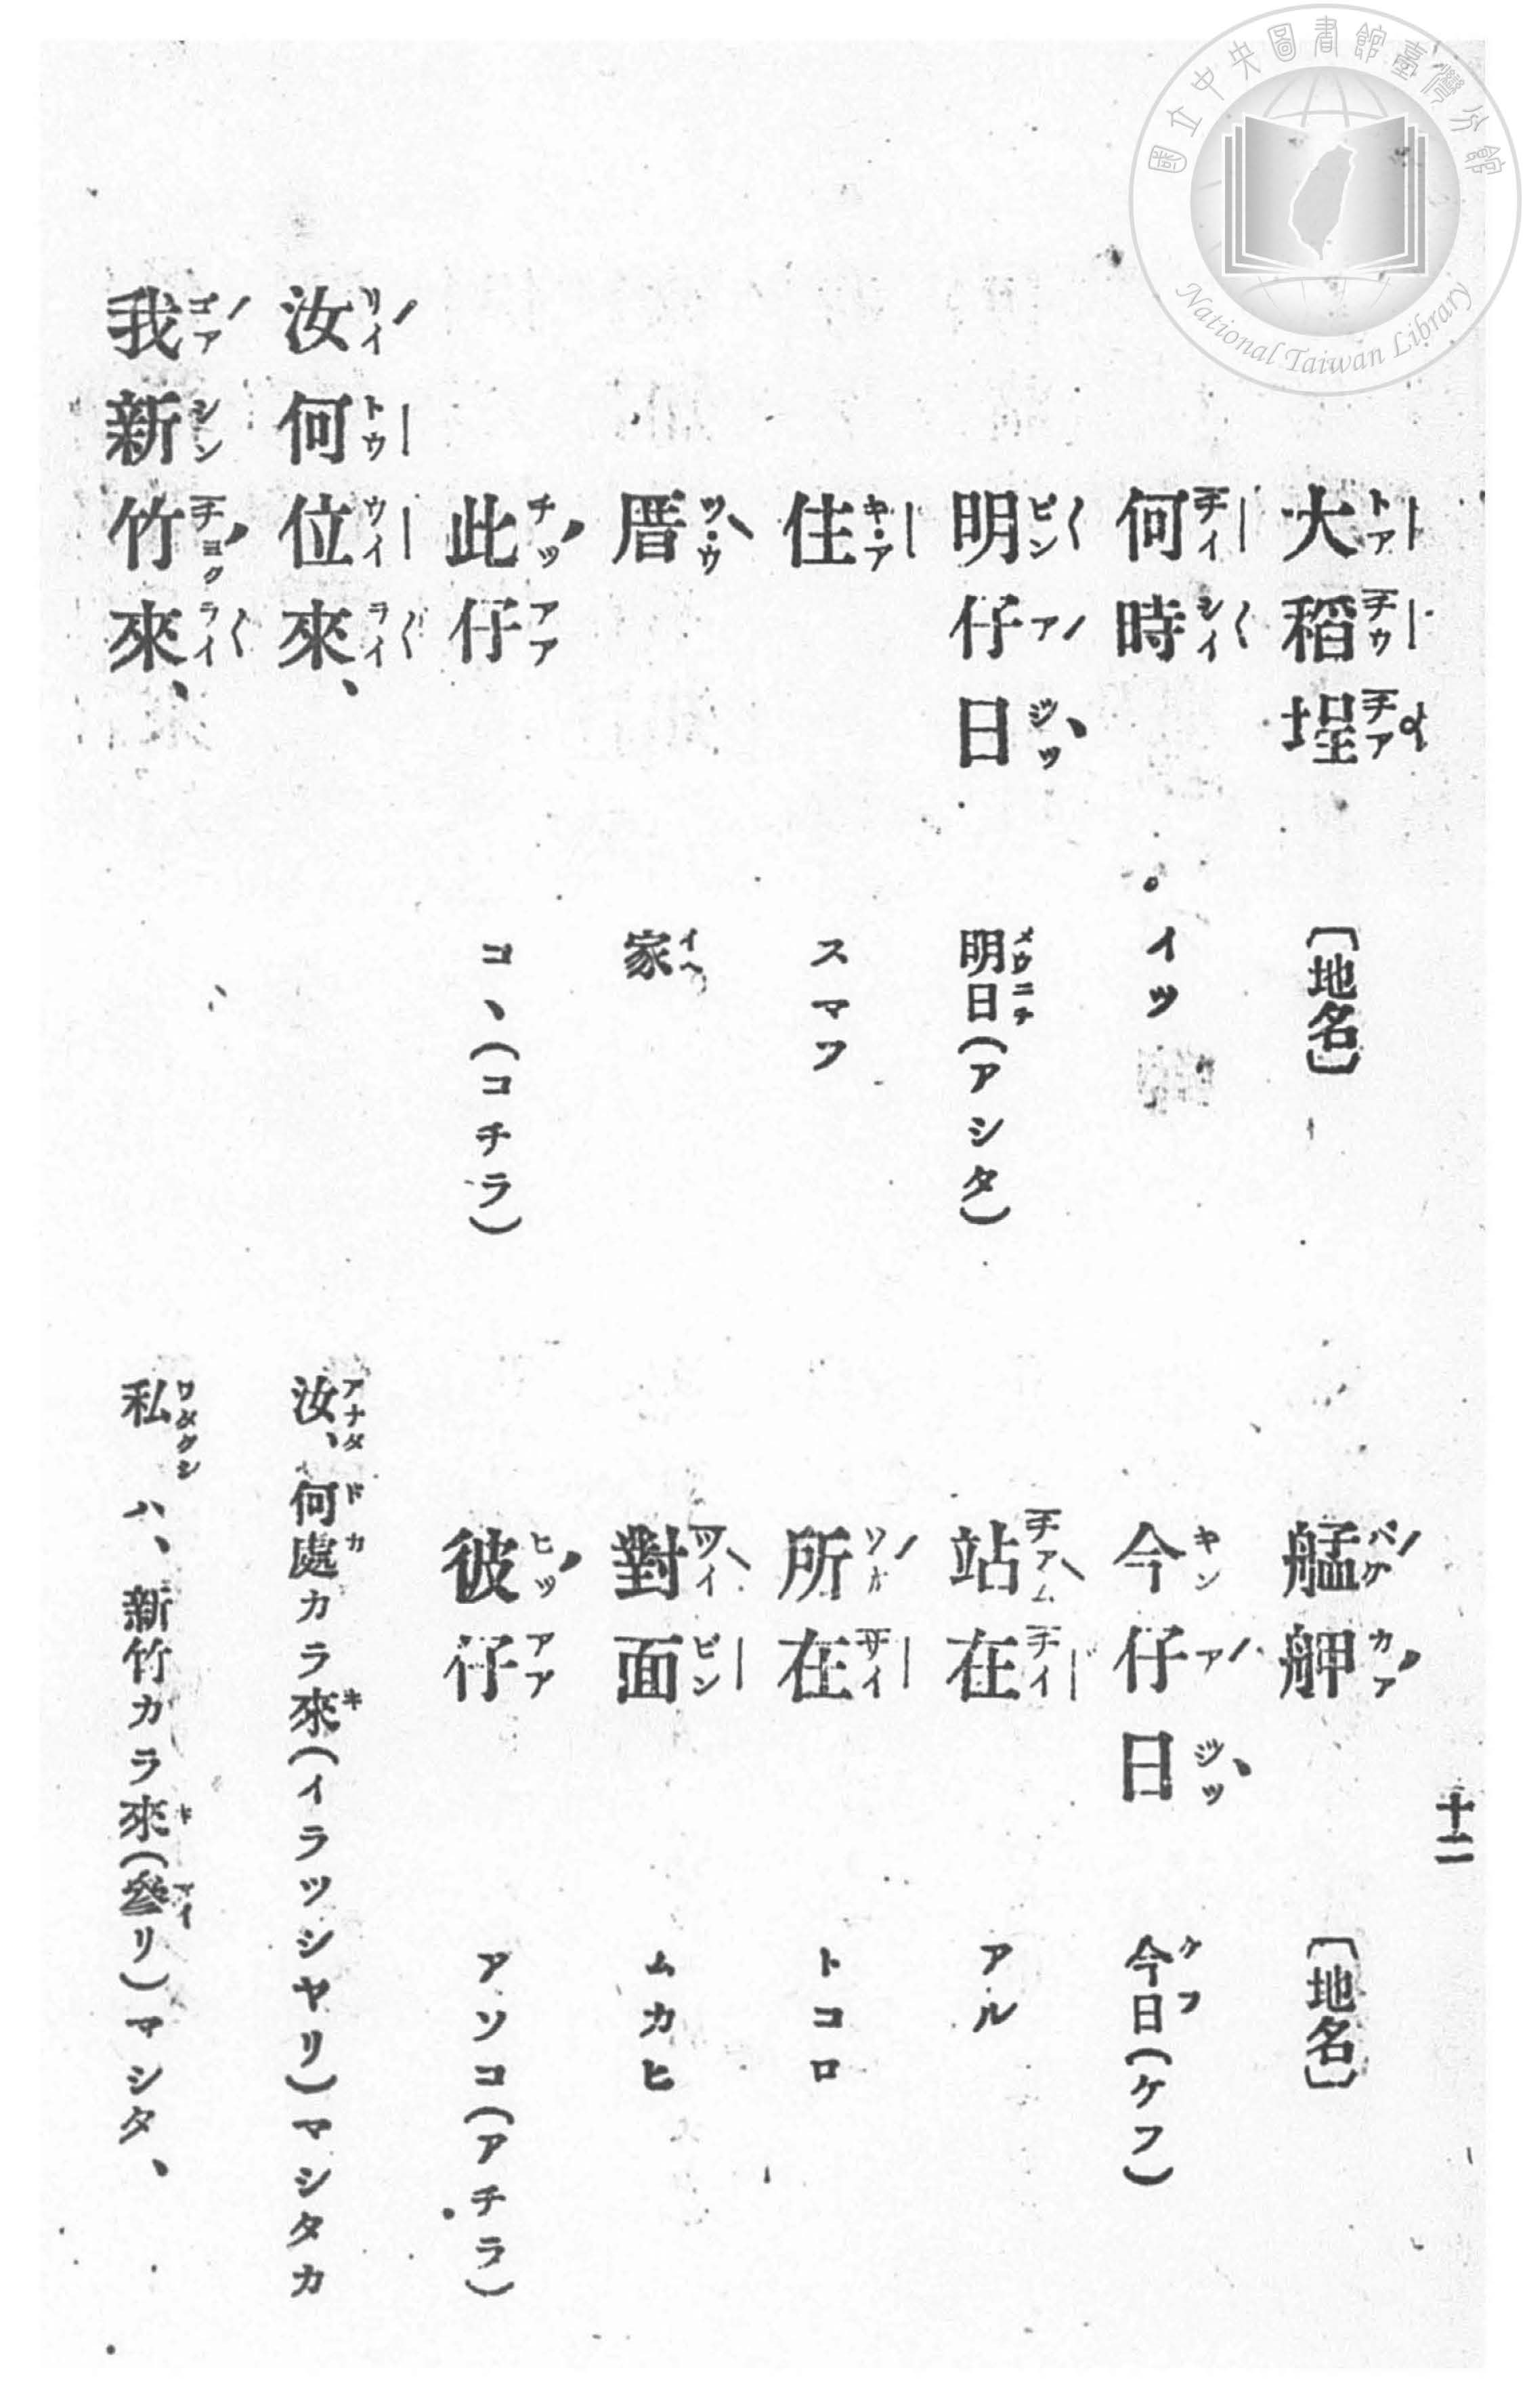 十二
大稻埕 〔地名〕 艋舺 〔地名〕
何時 イツ 今仔日 今日(ケフ)
明仔日 明日(アシタ) 站在 アル
住 スマフ 所在 トコロ
厝 家 對面 ムカヒ
此仔 コヽ(コチラ) 彼仔 アソコ(アチラ)
汝何位來、 汝、何處カラ來(イラツシヤリ)マシタカ
我新竹來、 私ハ、新竹カラ來(參リ)マシタ、
國立中央圖書館臺灣分館
National Taiwan Library